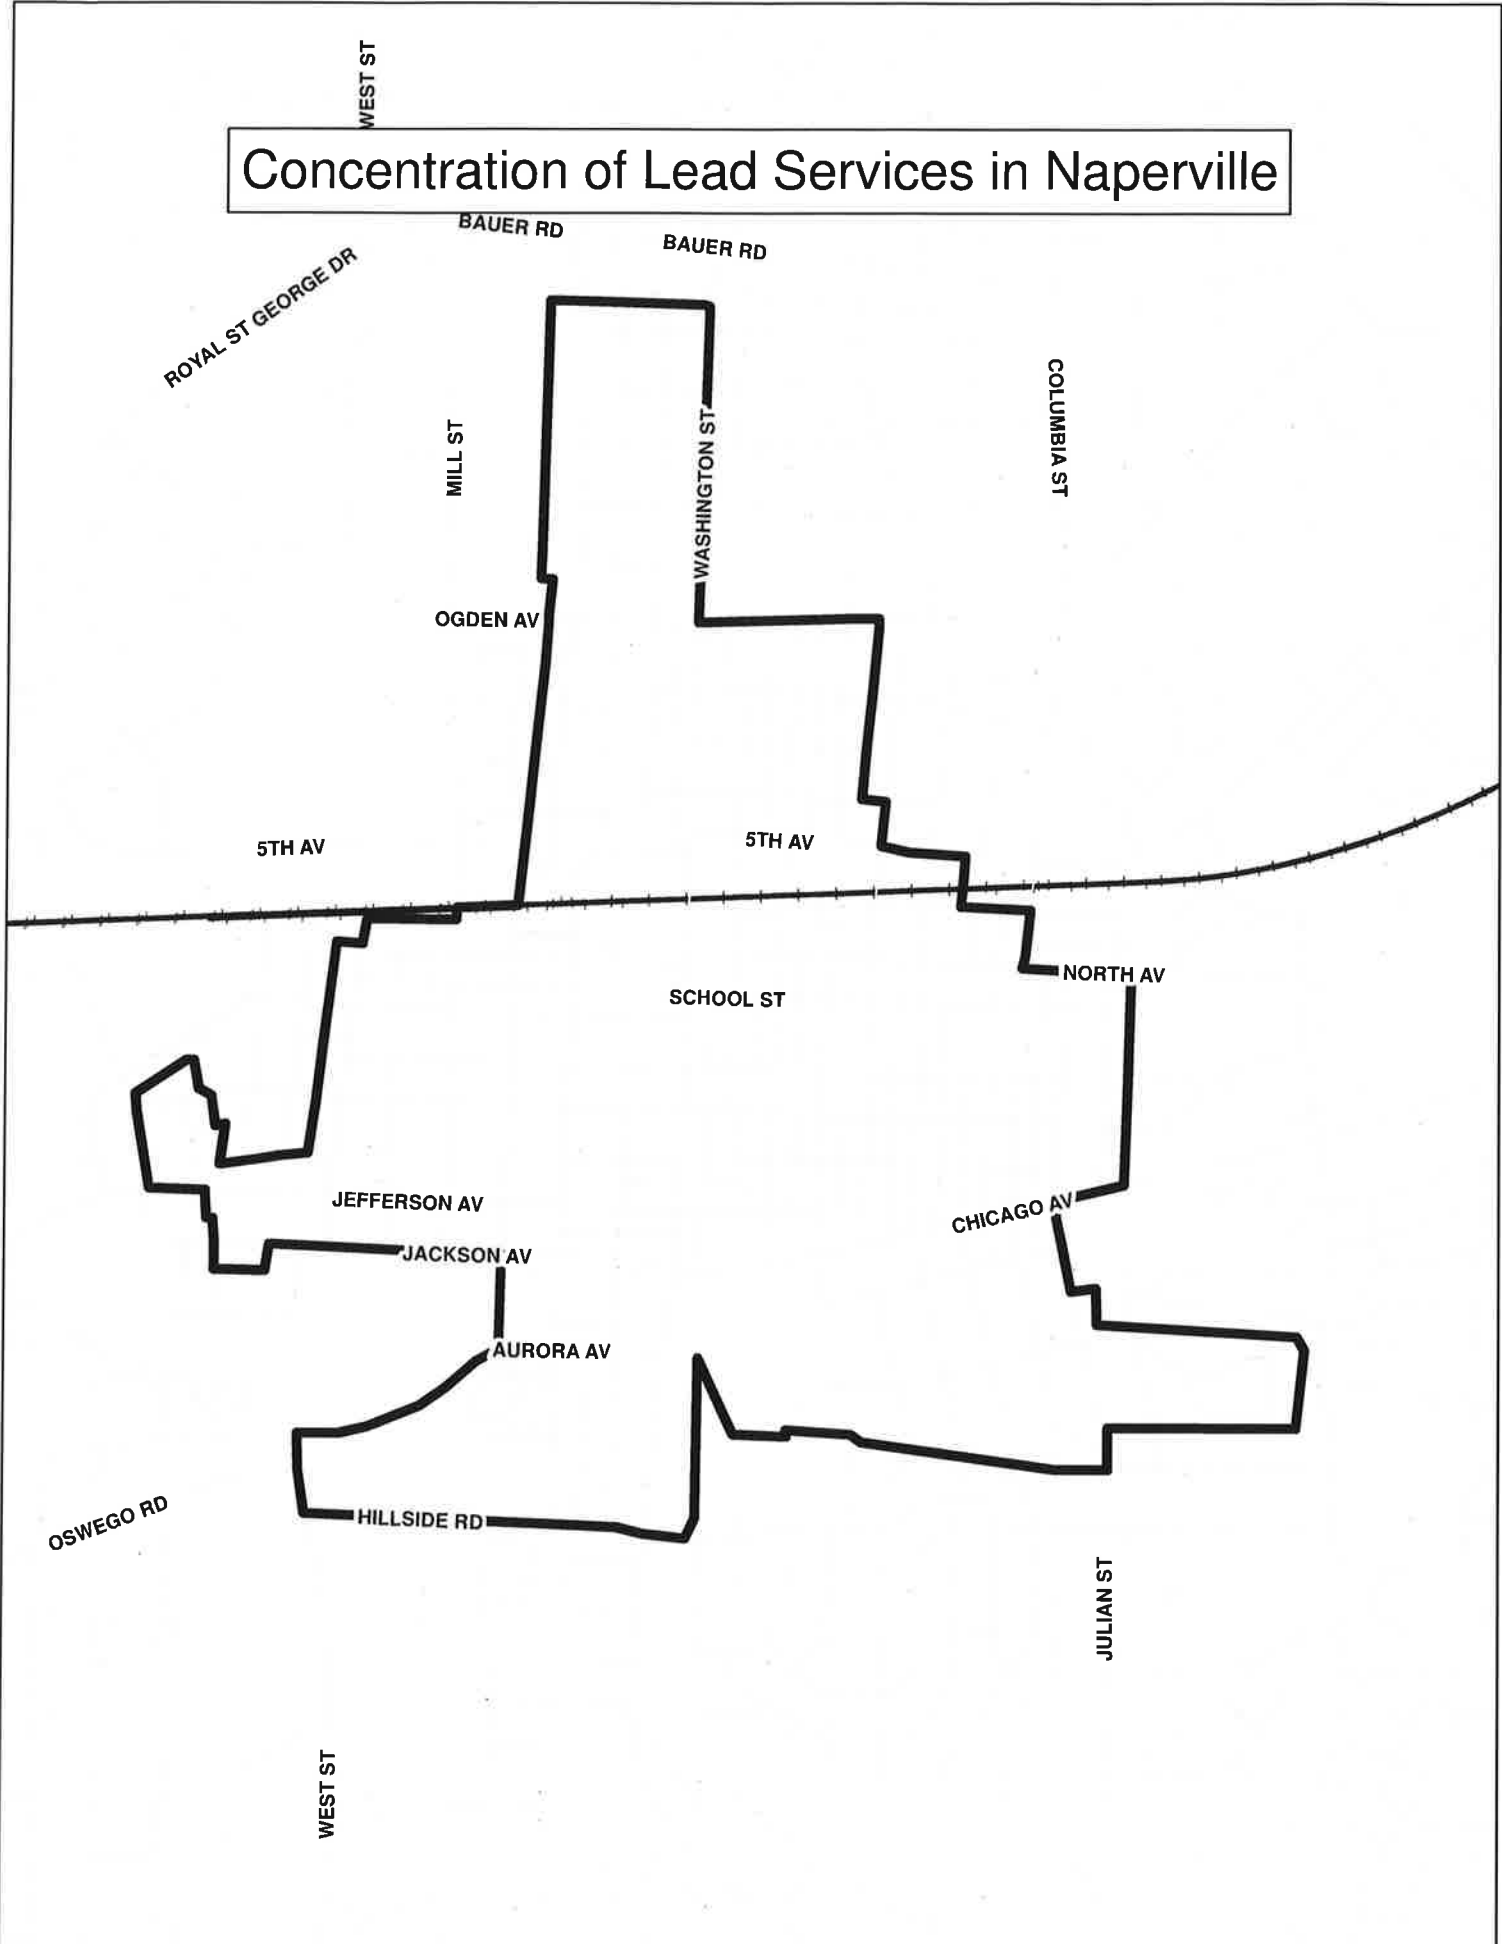 WEST ST
Concentration of Lead Services in Naperville
BAUER RD
BAUER RD
ROYAL ST GEORGE DR
COLUMBIA ST
MILL ST
WASHINGTON ST
OGDEN AV
5TH AV
5TH AV
NORTH AV
SCHOOL ST
JEFFERSON AV
CHICAGO AV
JACKSON AV
AURORA AV
OSWEGO RD
HILLSIDE RD
JULIAN ST
WEST ST